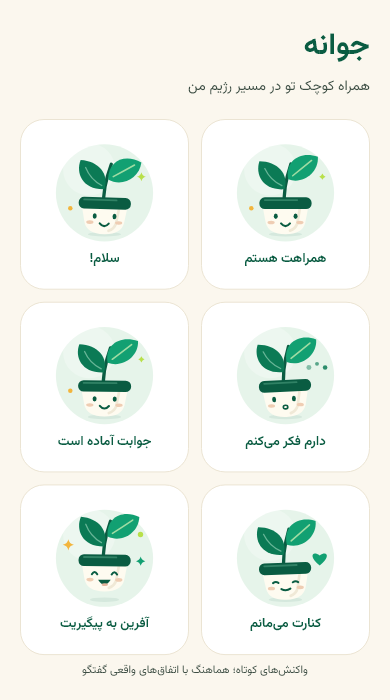 جوانه
همراه کوچک تو در مسیر رژیم من
همراهت هستم
سلام!
دارم فکر می‌کنم
جوابت آماده است
کنارت می‌مانم
آفرین به پیگیریت
واکنش‌های کوتاه؛ هماهنگ با اتفاق‌های واقعی گفتگو